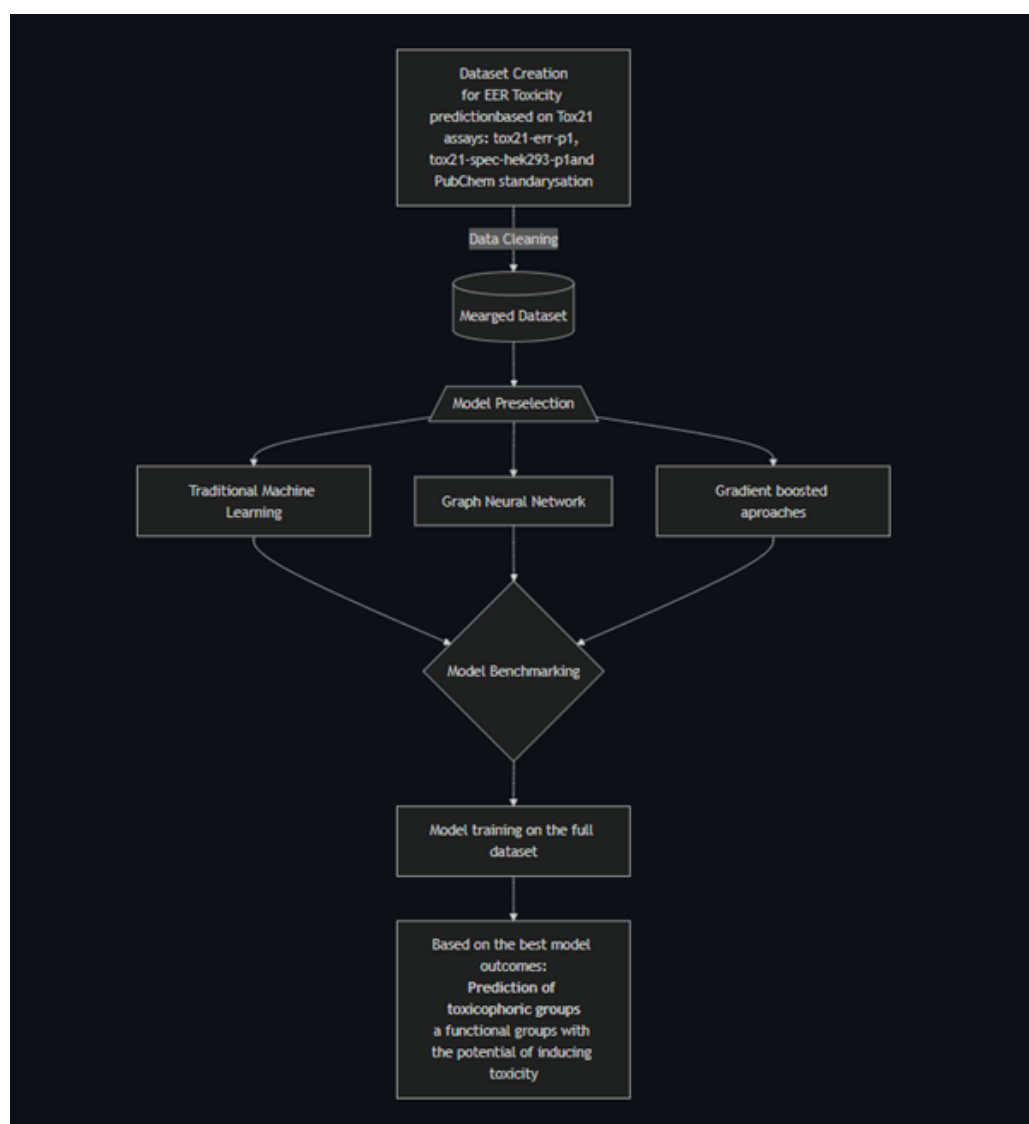 Dataset Creation
for EER Toxicity
predictionbased on Tox21
assays: tox21-err-p1,
tox21-spec-hek293-p1and
PubChem standarysation
Data Cleaning
Mearged Dataset
Model Preselection
Traditional Machine
Learning
Graph Neural Network
Gradient boosted
aproaches
Model Benchmarking
Model training on the full
dataset
Based on the best model
outcomes:
Prediction of
toxicophoric groups
a functional groups with
the potential of inducing
toxicity